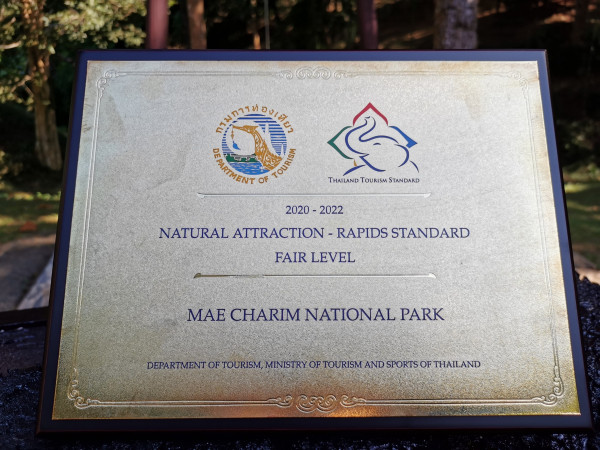 กรมการท่องเที่ยว
DEPARTMENT OF TOURISM
THAILAND TOURISM STANDARD
2020 - 2022
NATURAL ATTRACTION - RAPIDS STANDARD
FAIR LEVEL
MAE CHARIM NATIONAL PARK
DEPARTMENT OF TOURISM, MINISTRY OF TOURISM AND SPORTS OF THAILAND